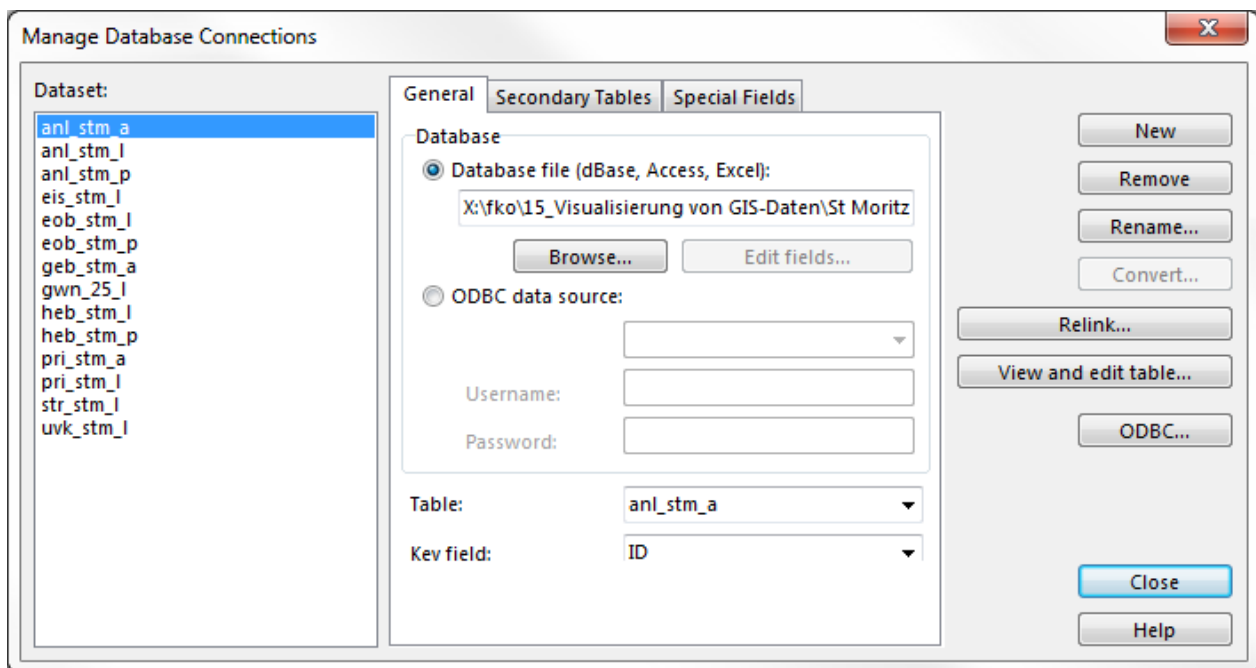 Manage Database Connections
X
Dataset:
anl_stm_a
anl_stm_l
anl_stm_p
eis_stm_l
eob_stm_l
eob_stm_p
geb_stm_a
gwn_25_l
heb_stm_l
heb_stm_p
pri_stm_a
pri_stm_l
str_stm_l
uvk_stm_l
General Secondary Tables Special Fields
Database
Database file (dBase, Access, Excel):
X:\fko\15_Visualisierung von GIS-Daten\St Moritz
Browse... Edit fields...
ODBC data source:
Username:
Password:
Table: anl_stm_a
Key field: ID
New
Remove
Rename...
Convert...
Relink...
View and edit table...
ODBC...
Close
Help